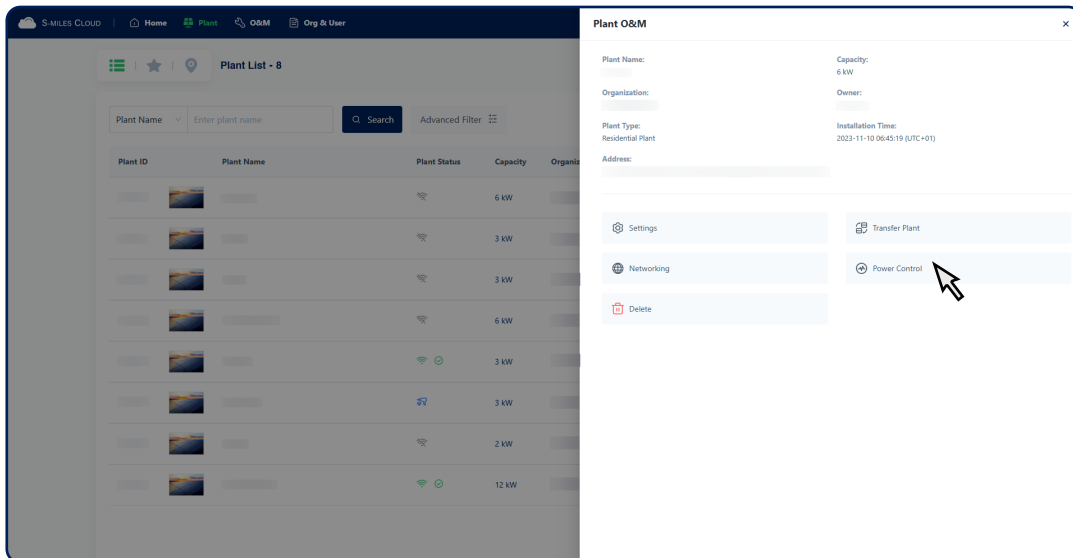 S-MILES CLOUD Home Plant O&M Org & User
Plant List - 8
Plant Name Enter plant name Search Advanced Filter
Plant ID Plant Name Plant Status Capacity Organiz
6 kW
3 kW
3 kW
6 kW
3 kW
3 kW
2 kW
12 kW
Plant O&M
Plant Name:
Capacity:
6 kW
Organization:
Owner:
Plant Type:
Residential Plant
Installation Time:
2023-11-10 06:45:19 (UTC+01)
Address:
Settings
Transfer Plant
Networking
Power Control
Delete